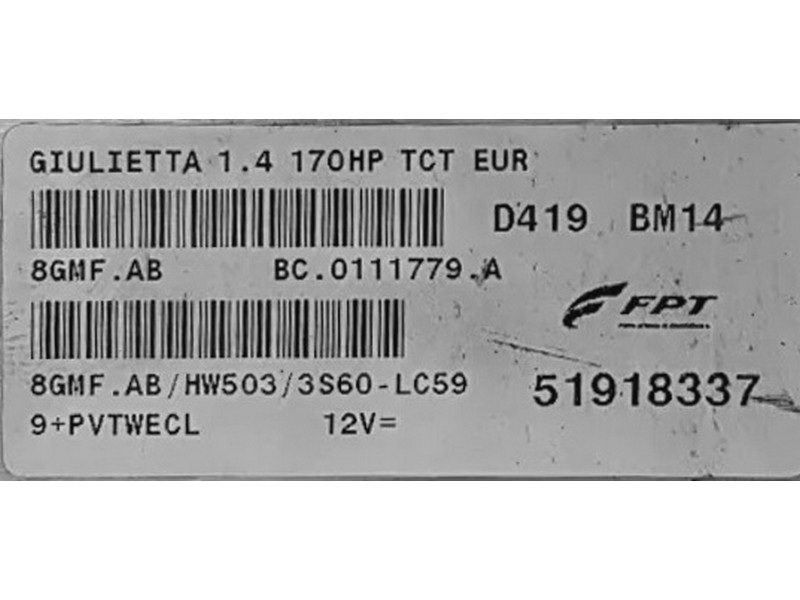 GIULIETTA 1.4 170HP TCT EUR
D419 BM14
8GMF.AB BC.0111779.A
FPT
8GMF.AB/HW503/3S60-LC59
51918337
9+PVTWECL 12V=